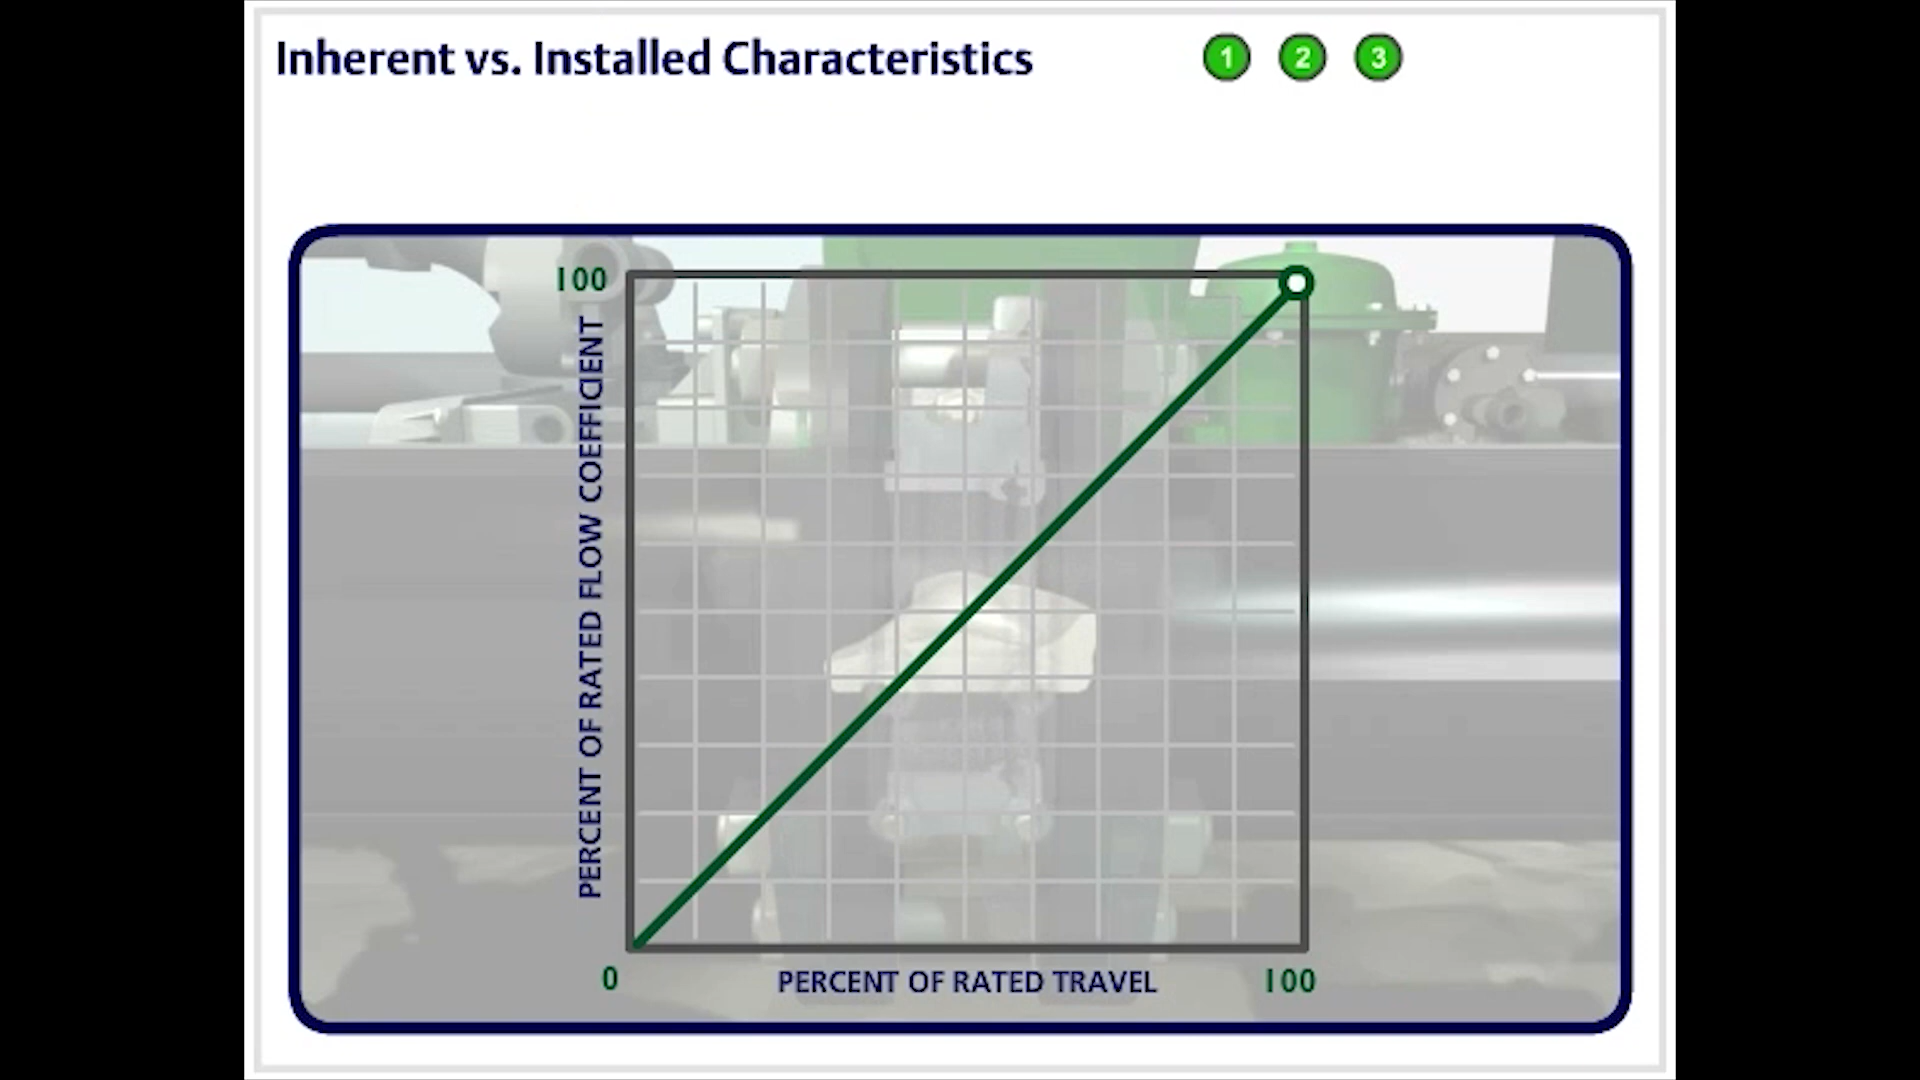 Inherent vs. Installed Characteristics
1 2 3
100
PERCENT OF RATED FLOW COEFFICIENT
0
PERCENT OF RATED TRAVEL
100